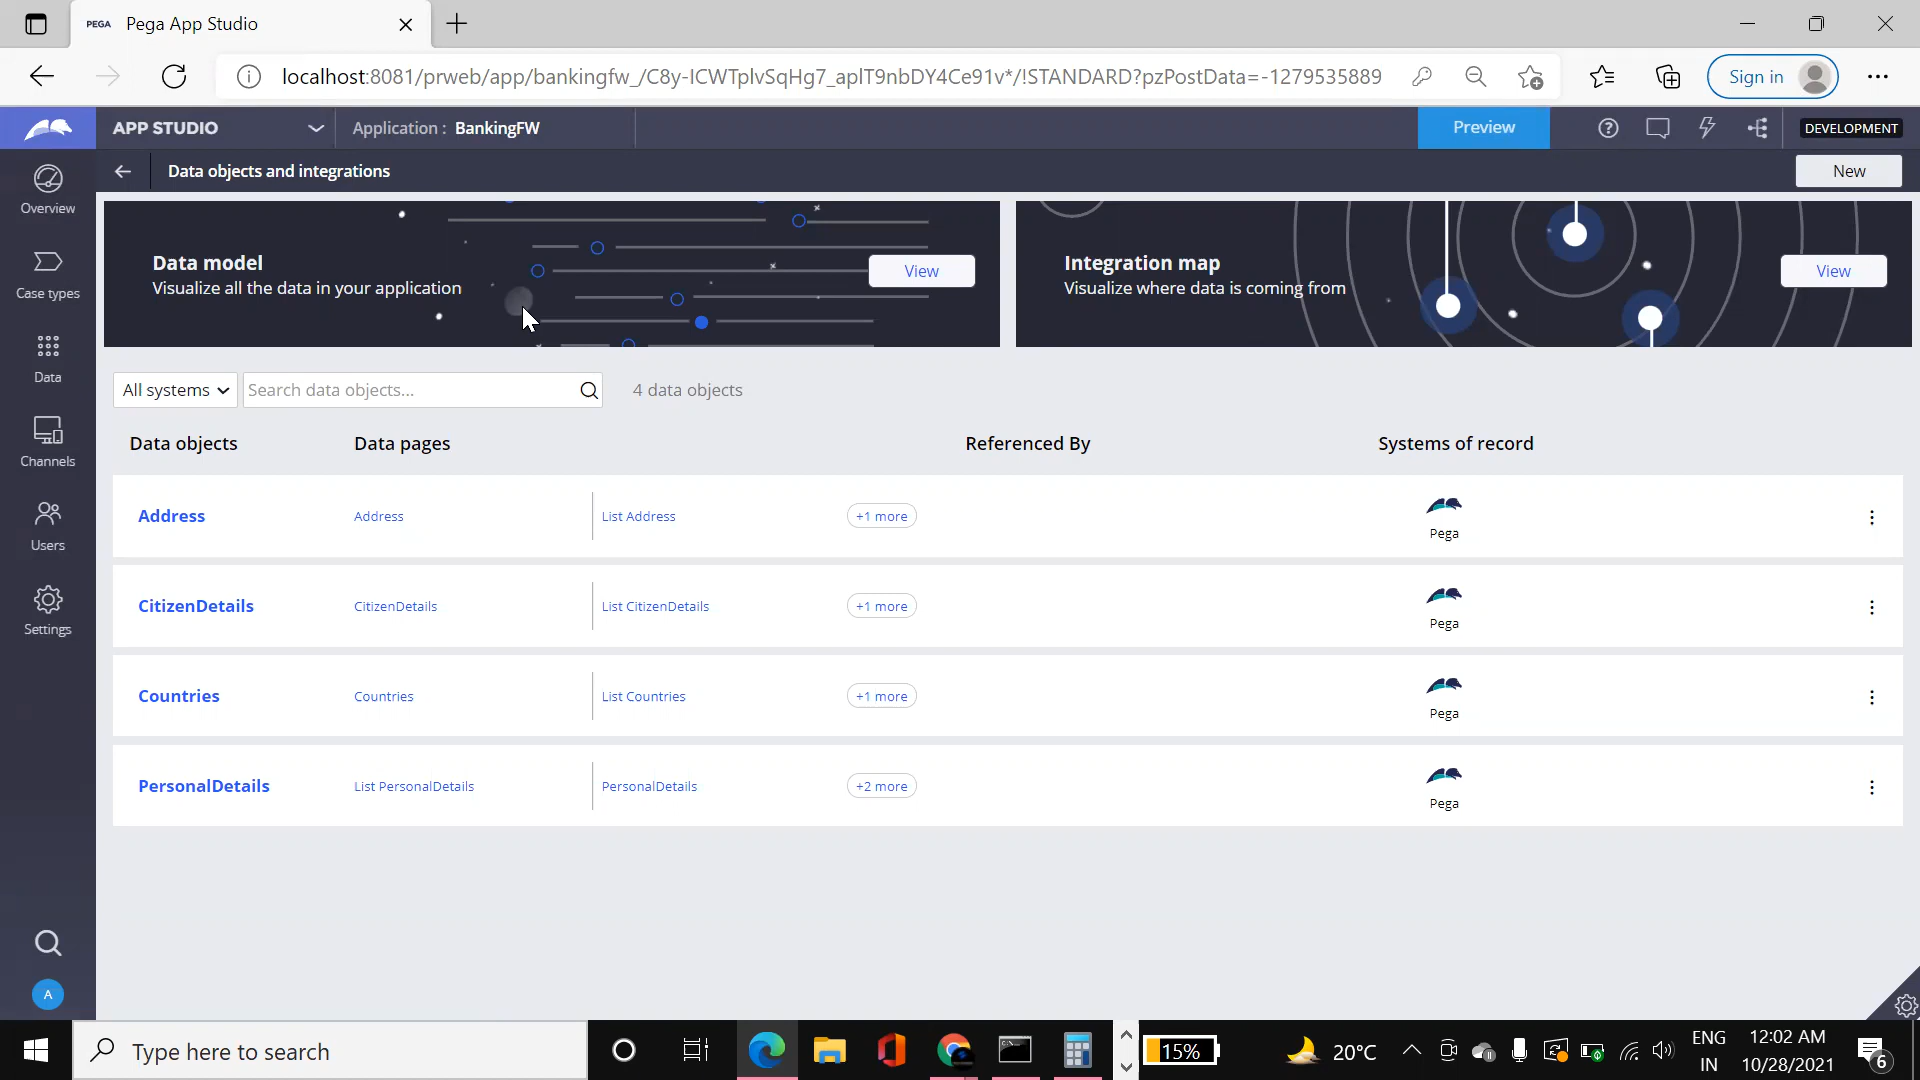 PEGA Pega App Studio
localhost:8081/prweb/app/bankingfw_/C8y-ICWTplvSqHg7_aplT9nbDY4Ce91v*/!STANDARD?pzPostData=-1279535889
Sign in
APP STUDIO
Application : BankingFW
Preview
DEVELOPMENT
Data objects and integrations
New
Overview
Case types
Data
Channels
Users
Settings
A
Data model
Visualize all the data in your application
View
Integration map
Visualize where data is coming from
View
All systems
Search data objects...
4 data objects
Data objects Data pages Referenced By Systems of record
Address Address List Address +1 more Pega
CitizenDetails CitizenDetails List CitizenDetails +1 more Pega
Countries Countries List Countries +1 more Pega
PersonalDetails List PersonalDetails PersonalDetails +2 more Pega
Type here to search
15%
20°C
ENG
IN
12:02 AM
10/28/2021
6